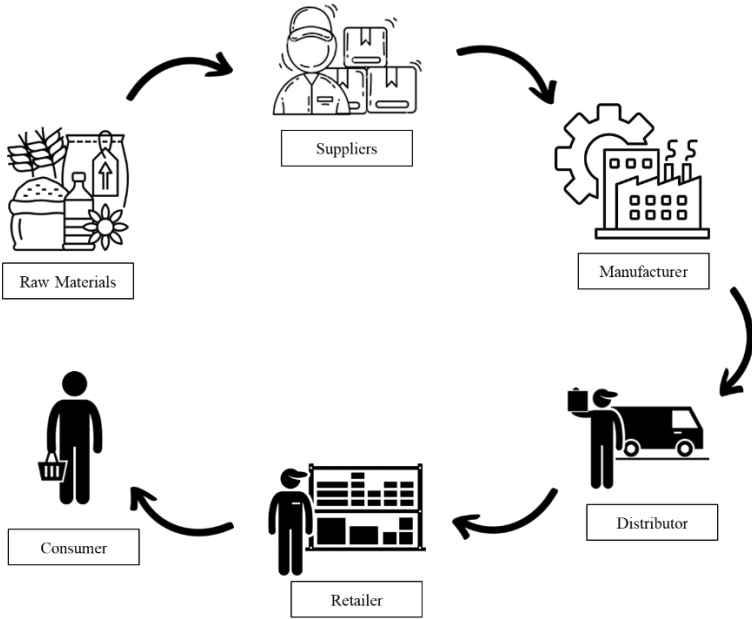 Suppliers
Raw Materials
Manufacturer
Distributor
Consumer
Retailer